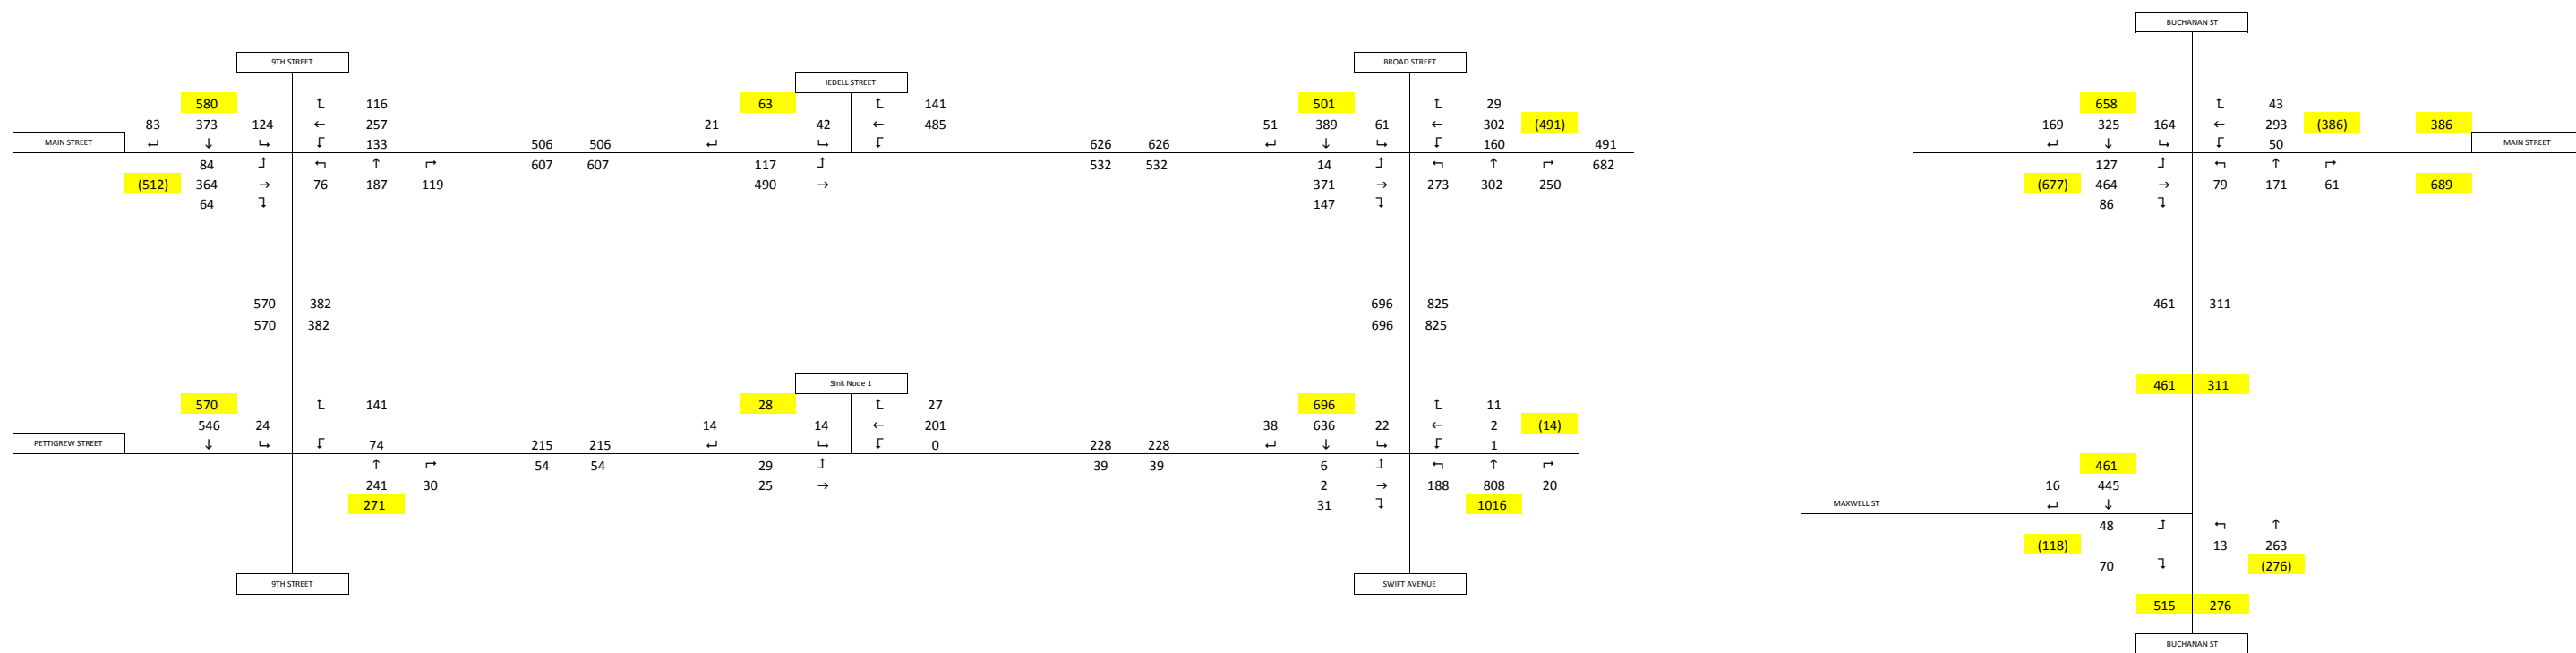 BUCHANAN ST
9TH STREET BROAD STREET
IEDELL STREET
580 ↰ 116 63 ↰ 141 501 ↰ 29 658 ↰ 43
83 373 124 ← 257 21 42 ← 485 51 389 61 ← 302 (491) 169 325 164 ← 293 (386) 386
MAIN STREET ↵ ↓ ↳ ↓ 133 506 506 ↵ ↳ ↓ 626 626 ↵ ↓ ↳ ↓ 160 491 ↵ ↓ ↳ ↓ 50 MAIN STREET
84 ↑ ↰ ↑ ↱ 607 607 117 ↑ 532 532 14 ↑ ↰ ↑ ↱ 682 127 ↑ ↰ ↑ ↱
(512) 364 → 76 187 119 490 → 371 → 273 302 250 (677) 464 → 79 171 61 689
64 ↴ 147 ↴ 86 ↴
570 382 696 825 461 311
570 382 696 825
Sink Node 1 461 311
570 ↰ 141 28 ↰ 27 696 ↰ 11
546 24 14 14 ← 201 38 636 22 ← 2 (14)
PETTIGREW STREET ↓ ↳ ↓ 74 215 215 ↵ ↳ ↓ 0 228 228 ↵ ↓ ↳ ↓ 1
↑ ↱ 54 54 29 ↑ 39 39 6 ↑ ↰ ↑ ↱ 461
241 30 25 → 2 → 188 808 20 16 445
271 31 ↴ 1016 MAXWELL ST ↵ ↓
48 ↑ ↰ ↑
(118) 13 263
70 ↴ (276)
9TH STREET SWIFT AVENUE
515 276
BUCHANAN ST